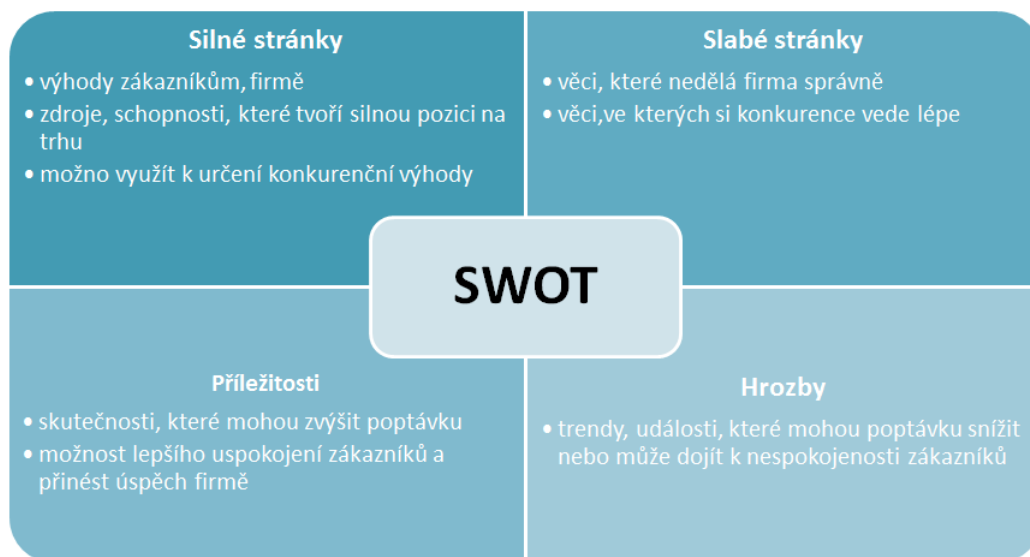 Silné stránky
• výhody zákazníkům, firmě
• zdroje, schopnosti, které tvoří silnou pozici na
trhu
• možno využít k určení konkurenční výhody
Slabé stránky
• věci, které nedělá firma správně
• věci,ve kterých si konkurence vede lépe
SWOT
Příležitosti
• skutečnosti, které mohou zvýšit poptávku
• možnost lepšího uspokojení zákazníků a
přinést úspěch firmě
Hrozby
• trendy, události, které mohou poptávku snížit
nebo může dojít k nespokojenosti zákazníků